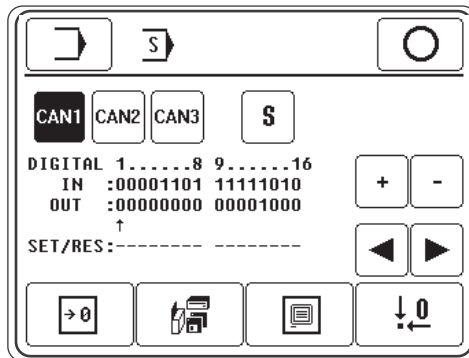 S
CAN1 CAN2 CAN3 S
DIGITAL 1......8 9......16
IN :00001101 11111010
OUT :00000000 00001000
↑
SET/RES:-------- --------
+ -
→0
↓0